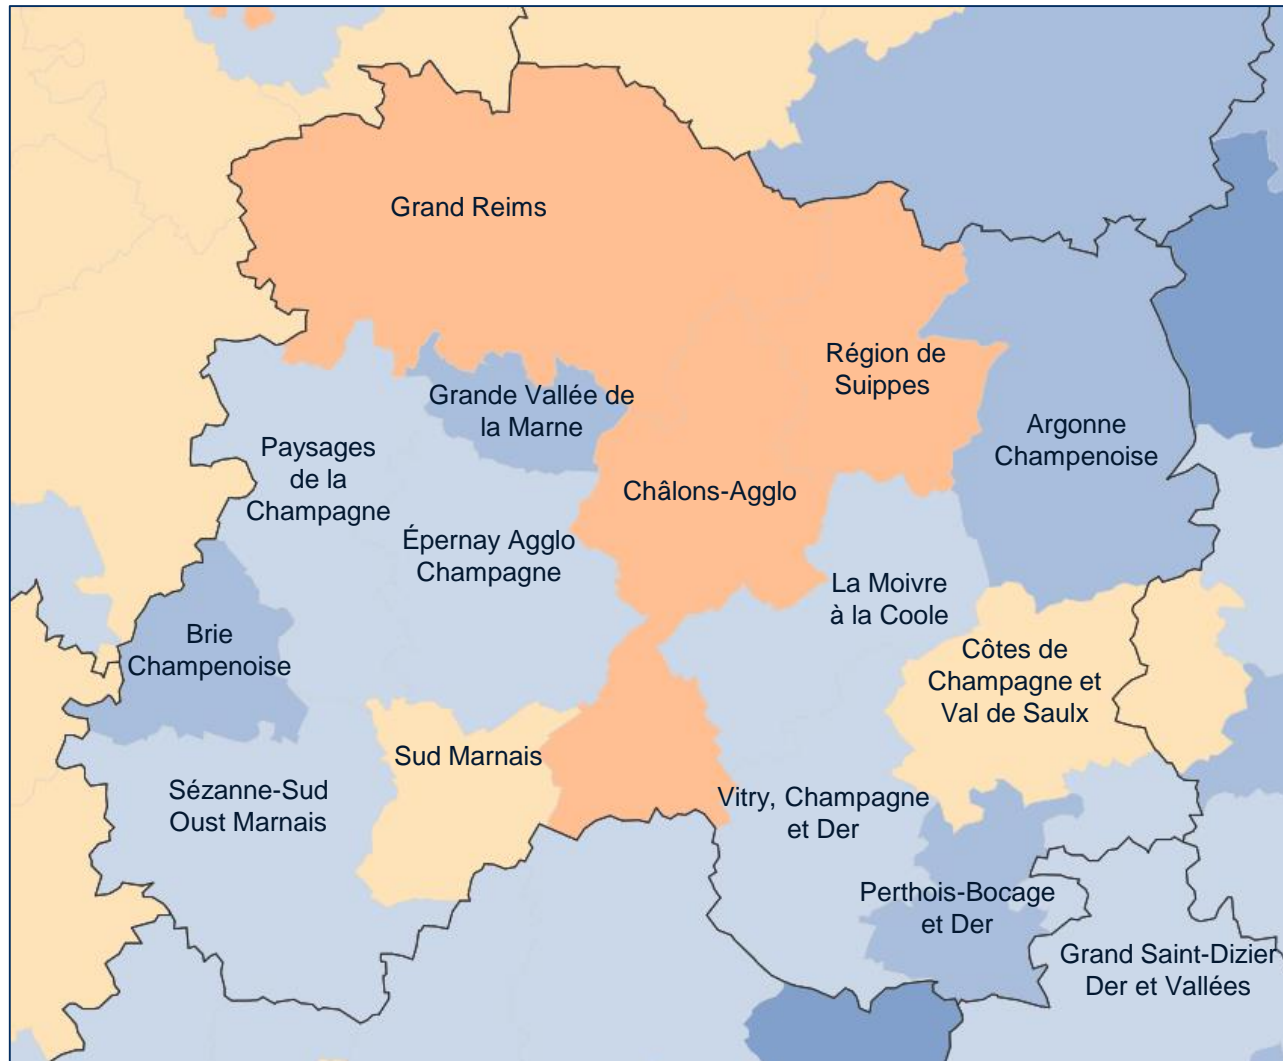 Grand Reims
Région de
Suippes
Grande Vallée de
la Marne
Argonne
Champenoise
Paysages
de la
Champagne
Châlons-Agglo
Épernay Agglo
Champagne
La Moivre
à la Coole
Brie
Champenoise
Côtes de
Champagne et
Val de Saulx
Sud Marnais
Sézanne-Sud
Oust Marnais
Vitry, Champagne
et Der
Perthois-Bocage
et Der
Grand Saint-Dizier
Der et Vallées